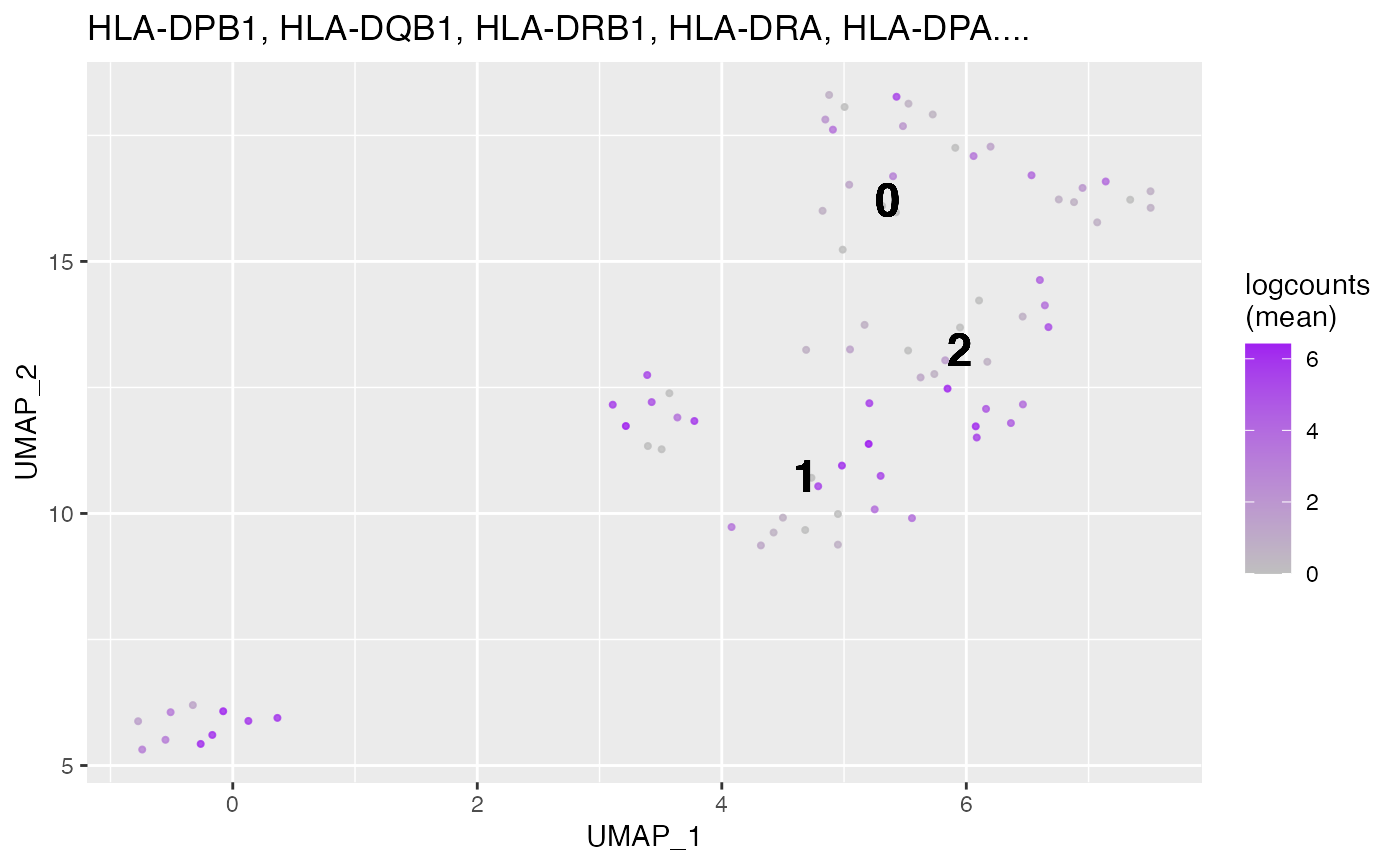 HLA-DPB1, HLA-DQB1, HLA-DRB1, HLA-DRA, HLA-DPA....
0
15
2
logcounts
(mean)
6
4
2
0
UMAP_2
1
10
5
0 2 4 6
UMAP_1